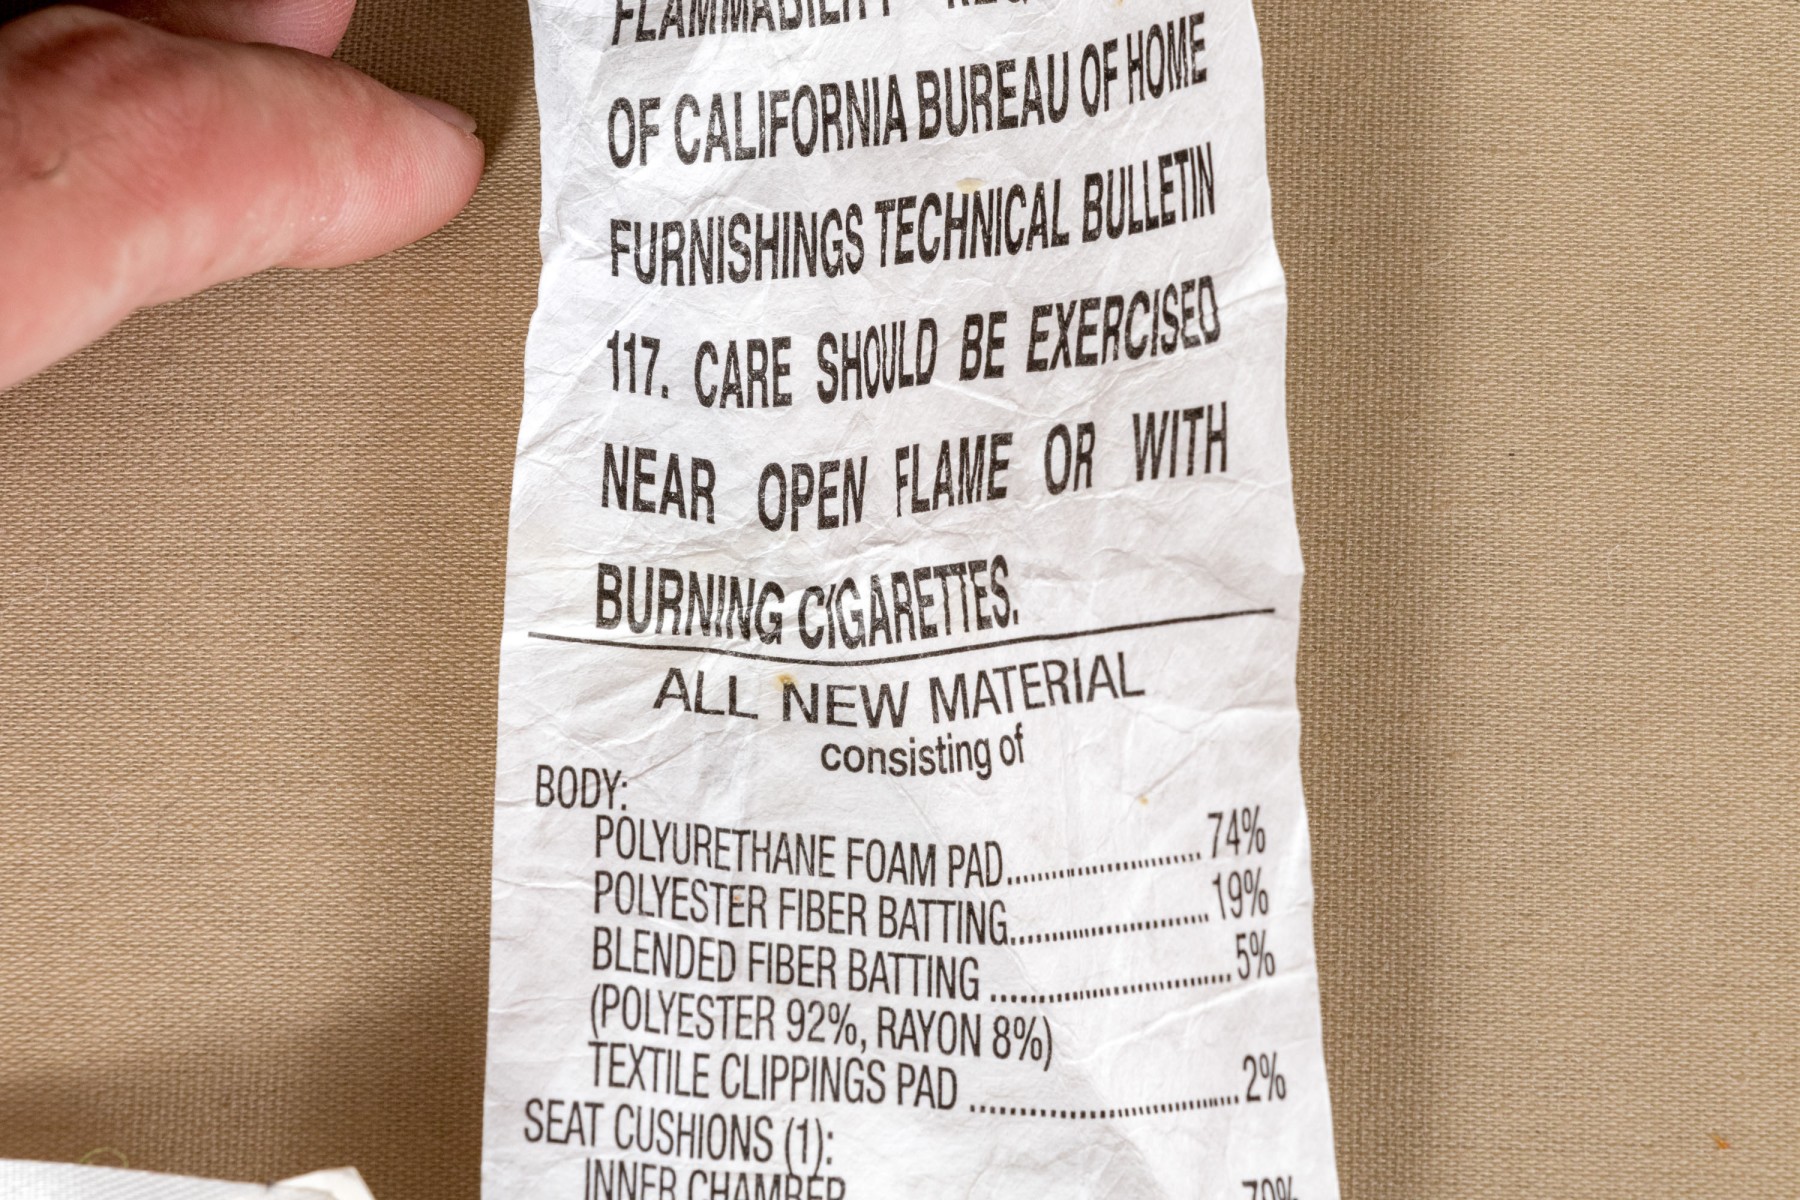 FLAMMABILITY
OF CALIFORNIA BUREAU OF HOME
FURNISHINGS TECHNICAL BULLETIN
117. CARE SHOULD BE EXERCISED
NEAR OPEN FLAME OR WITH
BURNING CIGARETTES.
ALL NEW MATERIAL
consisting of
BODY:
POLYURETHANE FOAM PAD..............................74%
POLYESTER FIBER BATTING..............................19%
BLENDED FIBER BATTING ..............................5%
(POLYESTER 92%, RAYON 8%)
TEXTILE CLIPPINGS PAD ..............................2%
SEAT CUSHIONS (1):
INNER CHAMBER